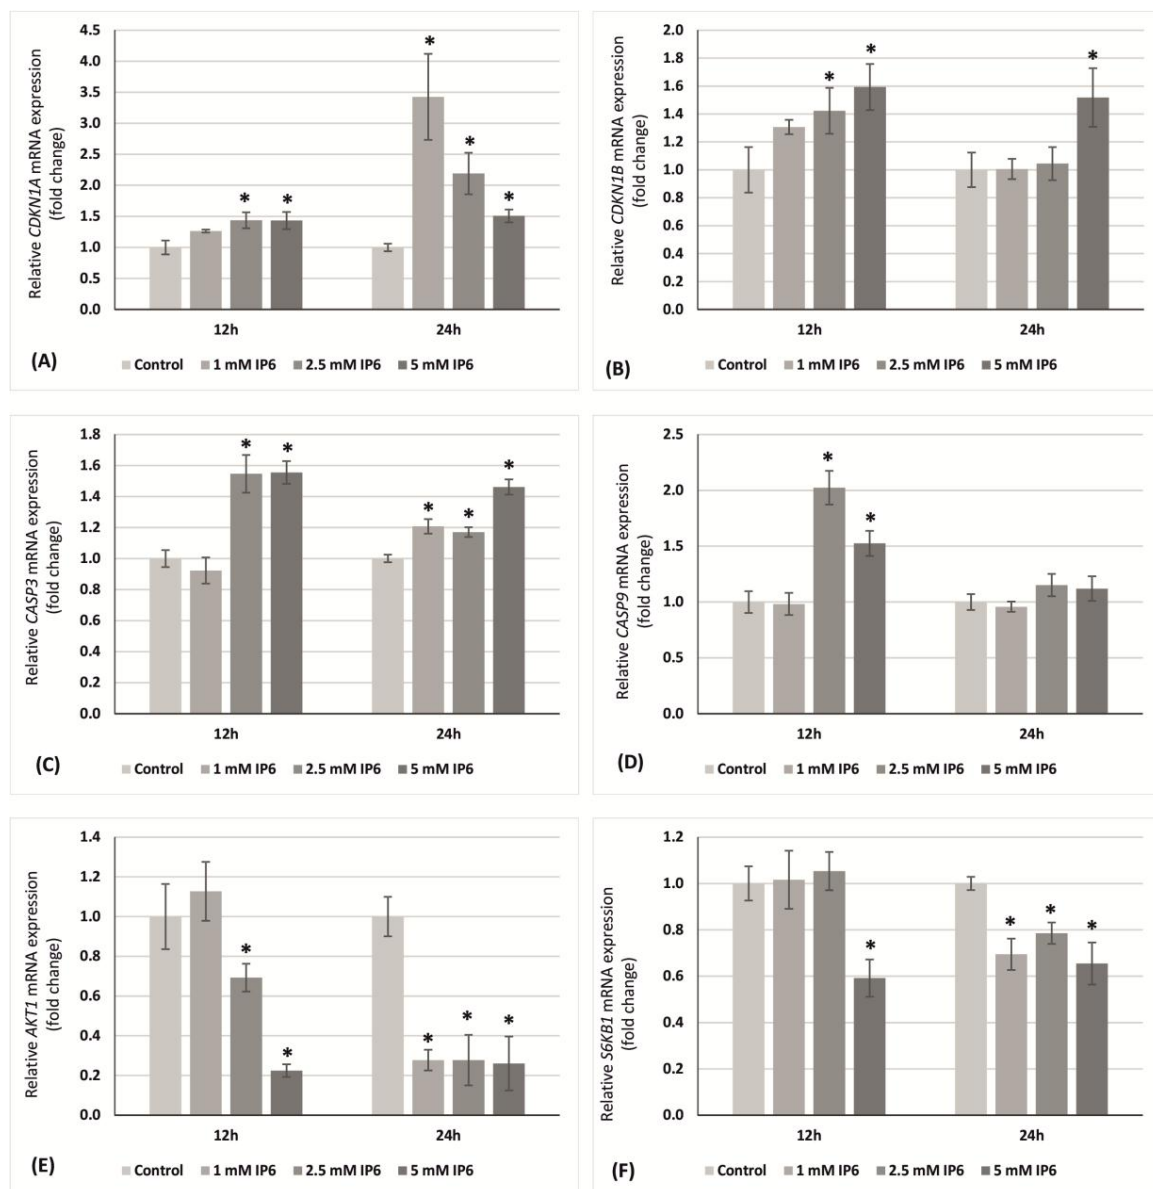 Relative CDKN1A mRNA expression
(fold change)
4.5
4.0
3.5
3.0
2.5
2.0
1.5
1.0
0.5
0.0
*
*
*
*
*
12h
24h
(A)
Control
1 mM IP6
2.5 mM IP6
5 mM IP6
Relative CDKN1B mRNA expression
(fold change)
2.0
1.8
1.6
1.4
1.2
1.0
0.8
0.6
0.4
0.2
0.0
*
*
*
12h
24h
(B)
Control
1 mM IP6
2.5 mM IP6
5 mM IP6
Relative CASP3 mRNA expression
(fold change)
1.8
1.6
1.4
1.2
1.0
0.8
0.6
0.4
0.2
0.0
*
*
*
*
*
12h
24h
(C)
Control
1 mM IP6
2.5 mM IP6
5 mM IP6
Relative CASP9 mRNA expression
(fold change)
2.5
2.0
1.5
1.0
0.5
0.0
*
*
12h
24h
(D)
Control
1 mM IP6
2.5 mM IP6
5 mM IP6
Relative AKT1 mRNA expression
(fold change)
1.4
1.2
1.0
0.8
0.6
0.4
0.2
0.0
*
*
*
*
*
12h
24h
(E)
Control
1 mM IP6
2.5 mM IP6
5 mM IP6
Relative S6KB1 mRNA expression
(fold change)
1.2
1.0
0.8
0.6
0.4
0.2
0.0
*
*
*
*
12h
24h
(F)
Control
1 mM IP6
2.5 mM IP6
5 mM IP6